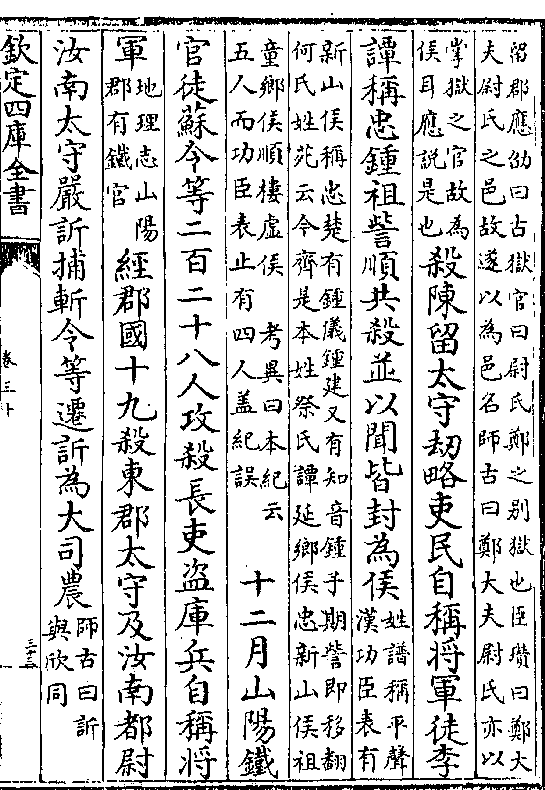 留郡應劭曰古獄官曰尉氏鄭之别獄也臣瓚曰鄭大
夫尉氏之邑故遂以為邑名師古曰鄭大夫尉氏亦以
掌獄之官故為
侯耳應説是也
殺陳留太守劫略吏民自稱将軍徒李
譚稱忠鍾祖訾順共殺並以聞皆封為侯
姓譜稱平聲
漢功臣表有
新山侯稱忠楚有鍾儀鍾建又有知音鍾子期訾即移翻
何氏姓苑云今齊是本姓祭氏譚延鄉侯忠新山侯祖
童鄉侯順樓虚侯 考異曰本紀云
五人而功臣表止有四人盖紀誤
十二月山陽鐵
官徒蘇令等二百二十八人攻殺長吏盗庫兵自稱將
軍
地理志山陽
郡有鐵官
經郡國十九殺東郡太守及汝南都尉
汝南太守嚴訢捕斬令等遷訢為大司農
師古曰訢
與欣同
欽定四庫全書
卷三十
三十三